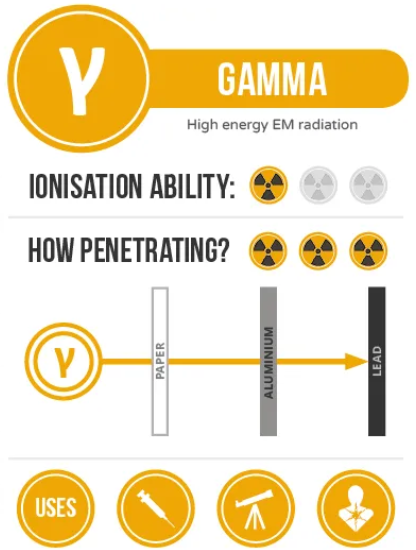 γ
GAMMA
High energy EM radiation
IONISATION ABILITY:
HOW PENETRATING?
γ
PAPER
ALUMINIUM
LEAD
USES